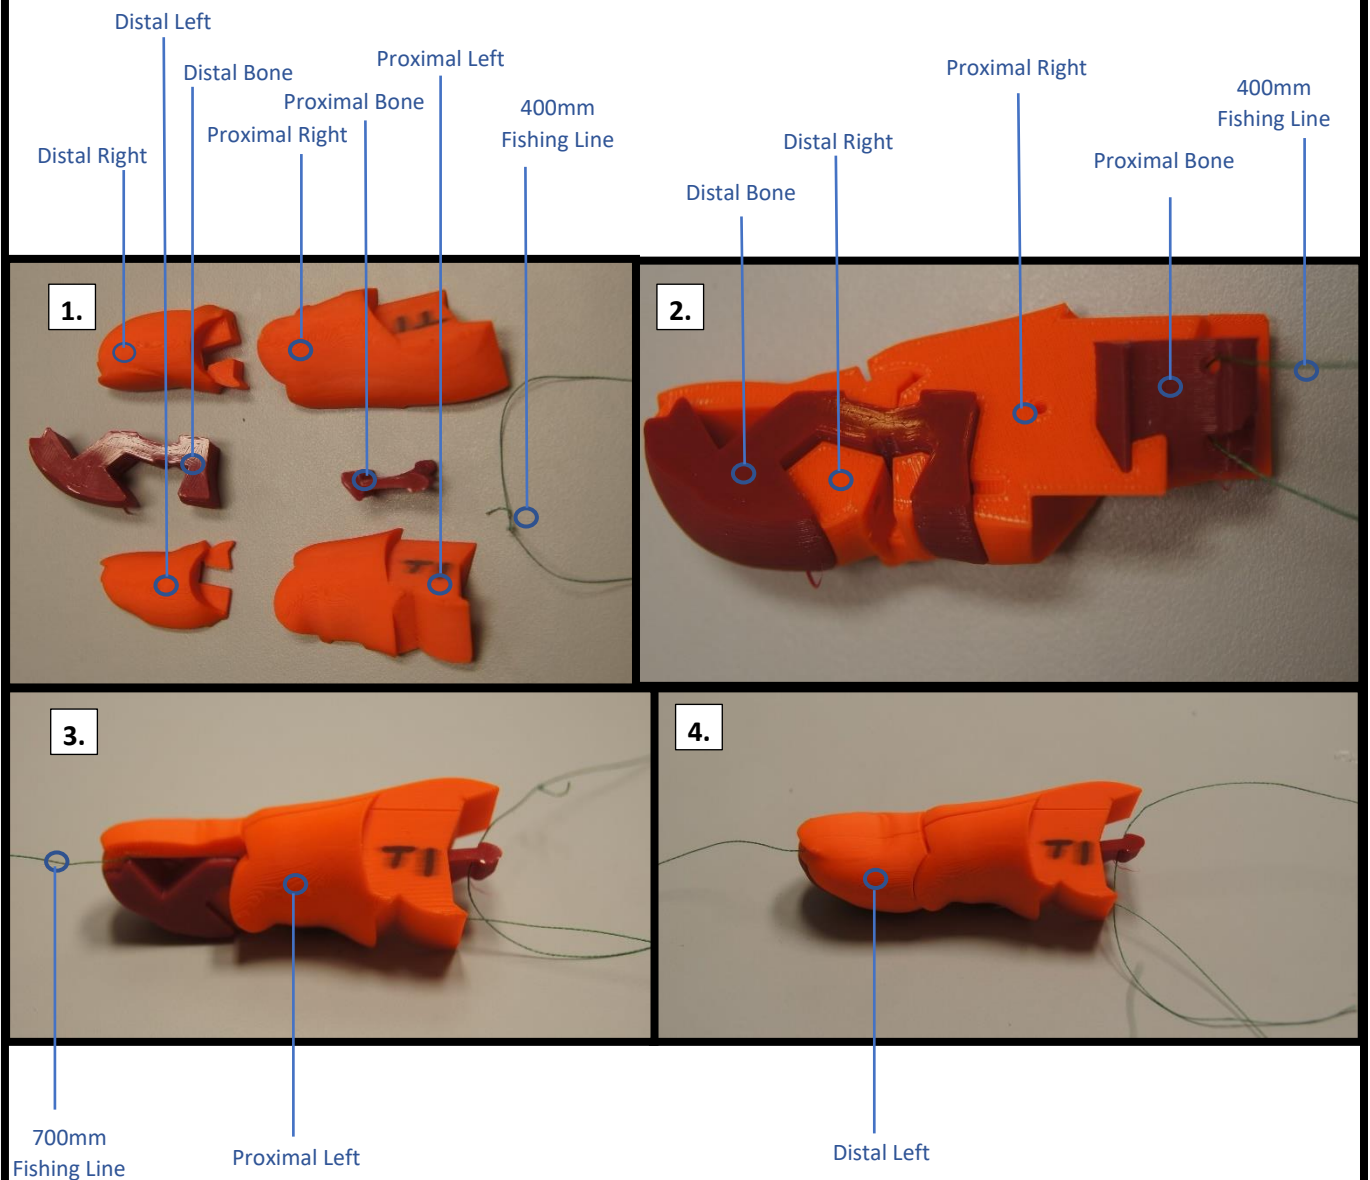 Distal Left
Distal Bone
Proximal Left
Proximal Bone
400mm
Fishing Line
Proximal Right
Distal Right
Proximal Right
400mm
Fishing Line
Distal Right
Proximal Bone
Distal Bone
1.
2.
T1
3.
T1
4.
T1
700mm
Fishing Line
Proximal Left
Distal Left